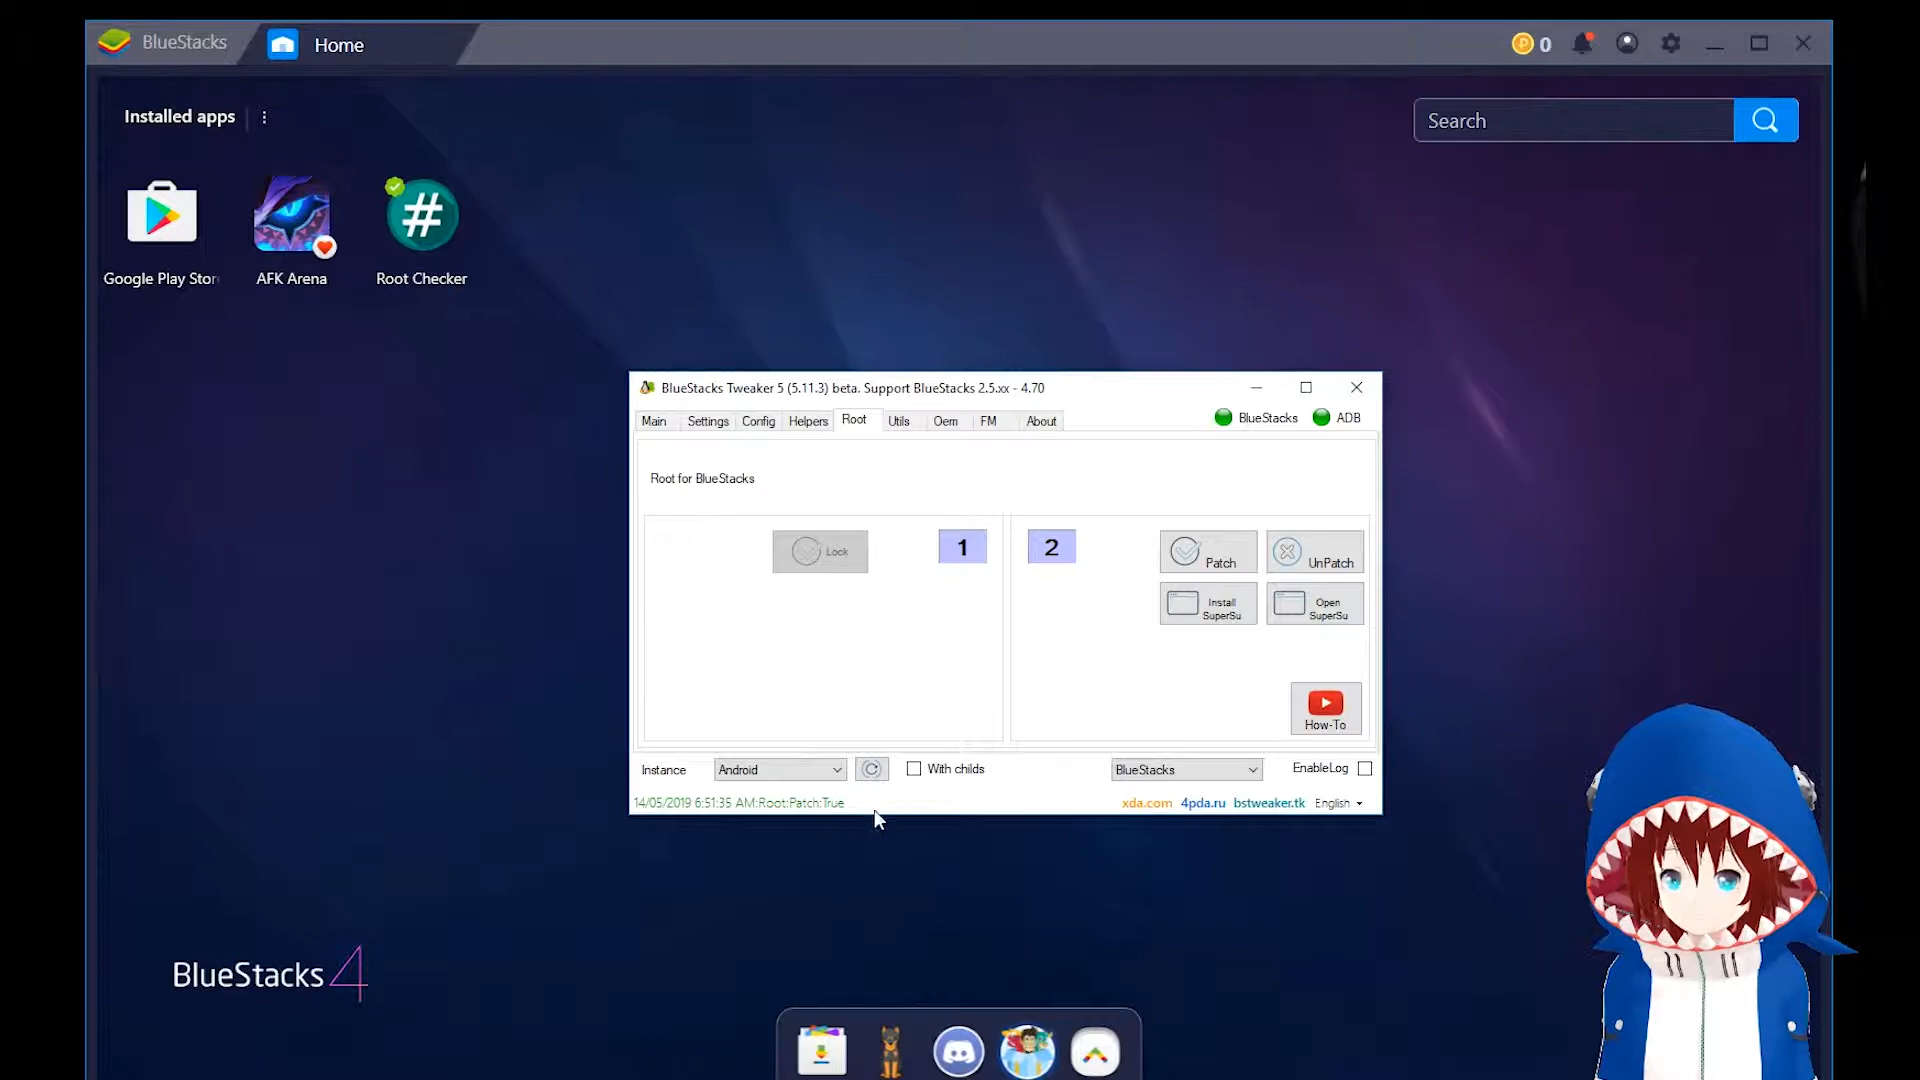 BlueStacks
Home
0
Installed apps
Search
Google Play Stor
AFK Arena
Root Checker
BlueStacks Tweaker 5 (5.11.3) beta. Support BlueStacks 2.5.xx - 4.70
Main Settings Config Helpers Root Utils Oem FM About
BlueStacks ADB
Root for BlueStacks
Lock
1
2
Patch
UnPatch
Install SuperSu
Open SuperSu
How-To
Instance Android With childs BlueStacks EnableLog
14/05/2019 6:51:35 AM:Root:Patch:True
xda.com 4pda.ru bstweaker.tk English
BlueStacks 4